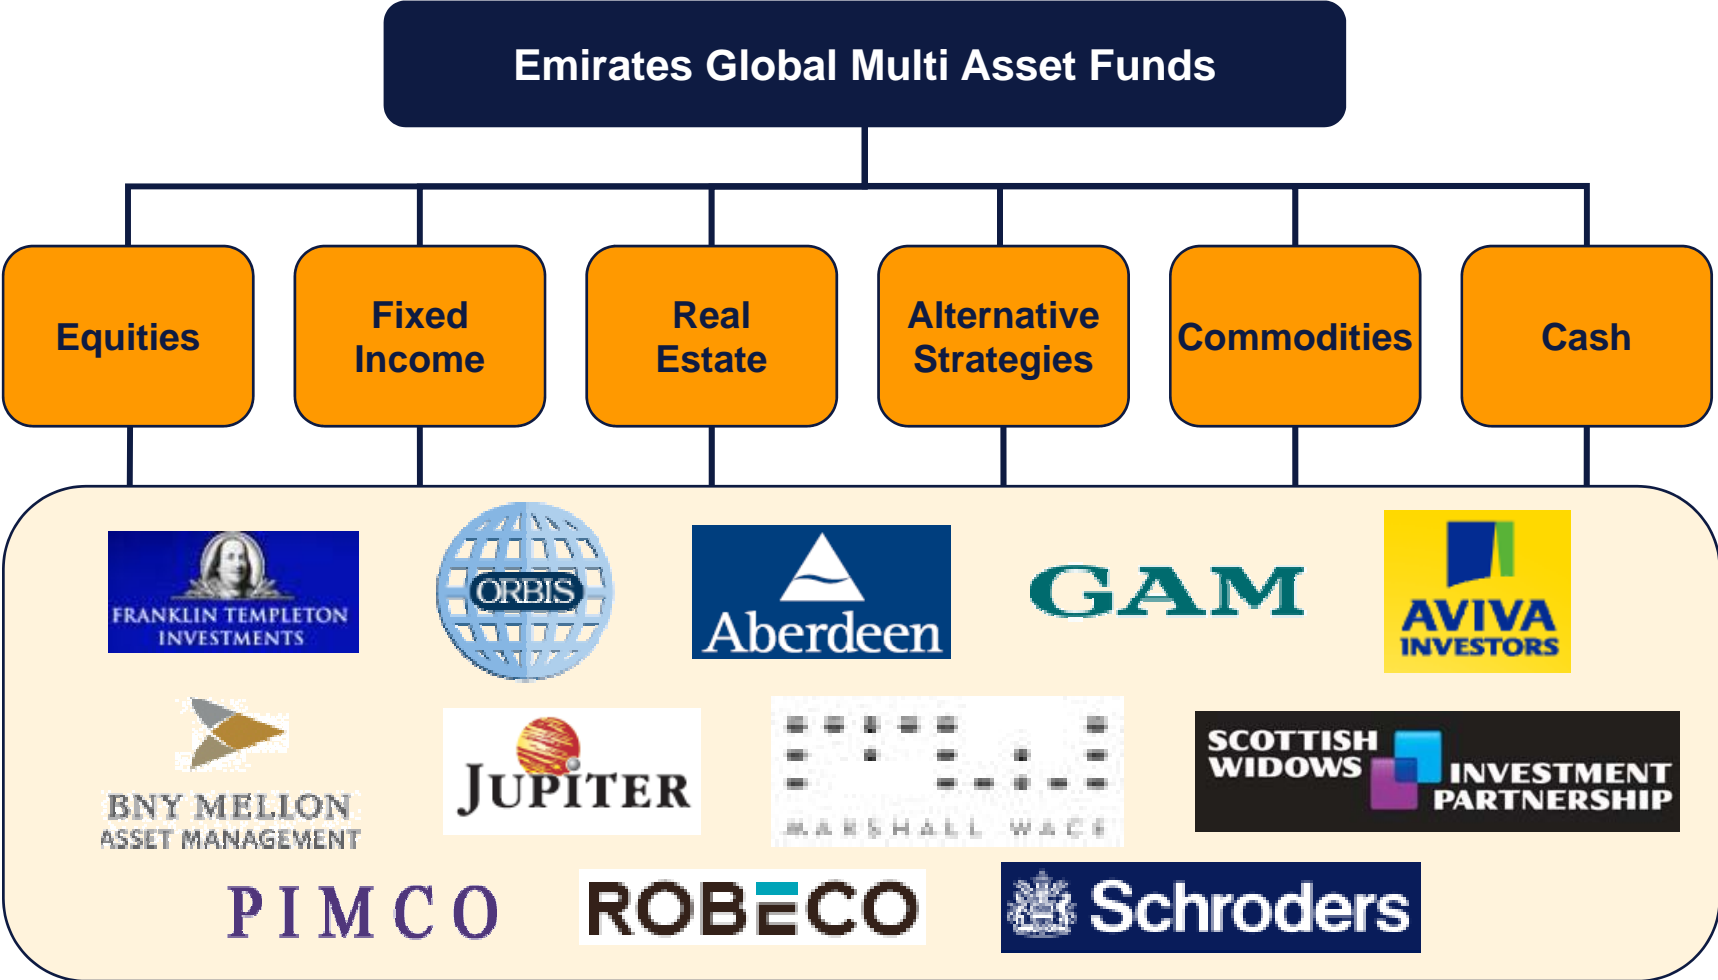 Emirates Global Multi Asset Funds
Equities
Fixed
Income
Real
Estate
Alternative
Strategies
Commodities
Cash
FRANKLIN TEMPLETON
INVESTMENTS
ORBIS
Aberdeen
GAM
AVIVA
INVESTORS
BNY MELLON
ASSET MANAGEMENT
JUPITER
MARSHALL WACE
SCOTTISH
WIDOWS
INVESTMENT
PARTNERSHIP
PIMCO
ROBECO
Schroders